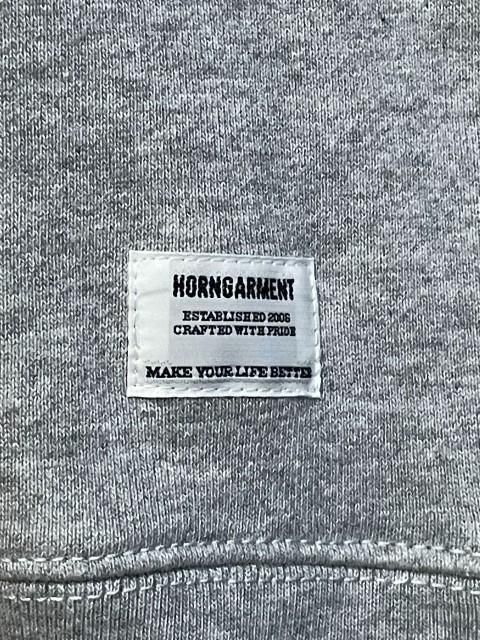 HORNGARMENT
ESTABLISHED 2006
CRAFTED WITH PRIDE
MAKE YOUR LIFE BETTER